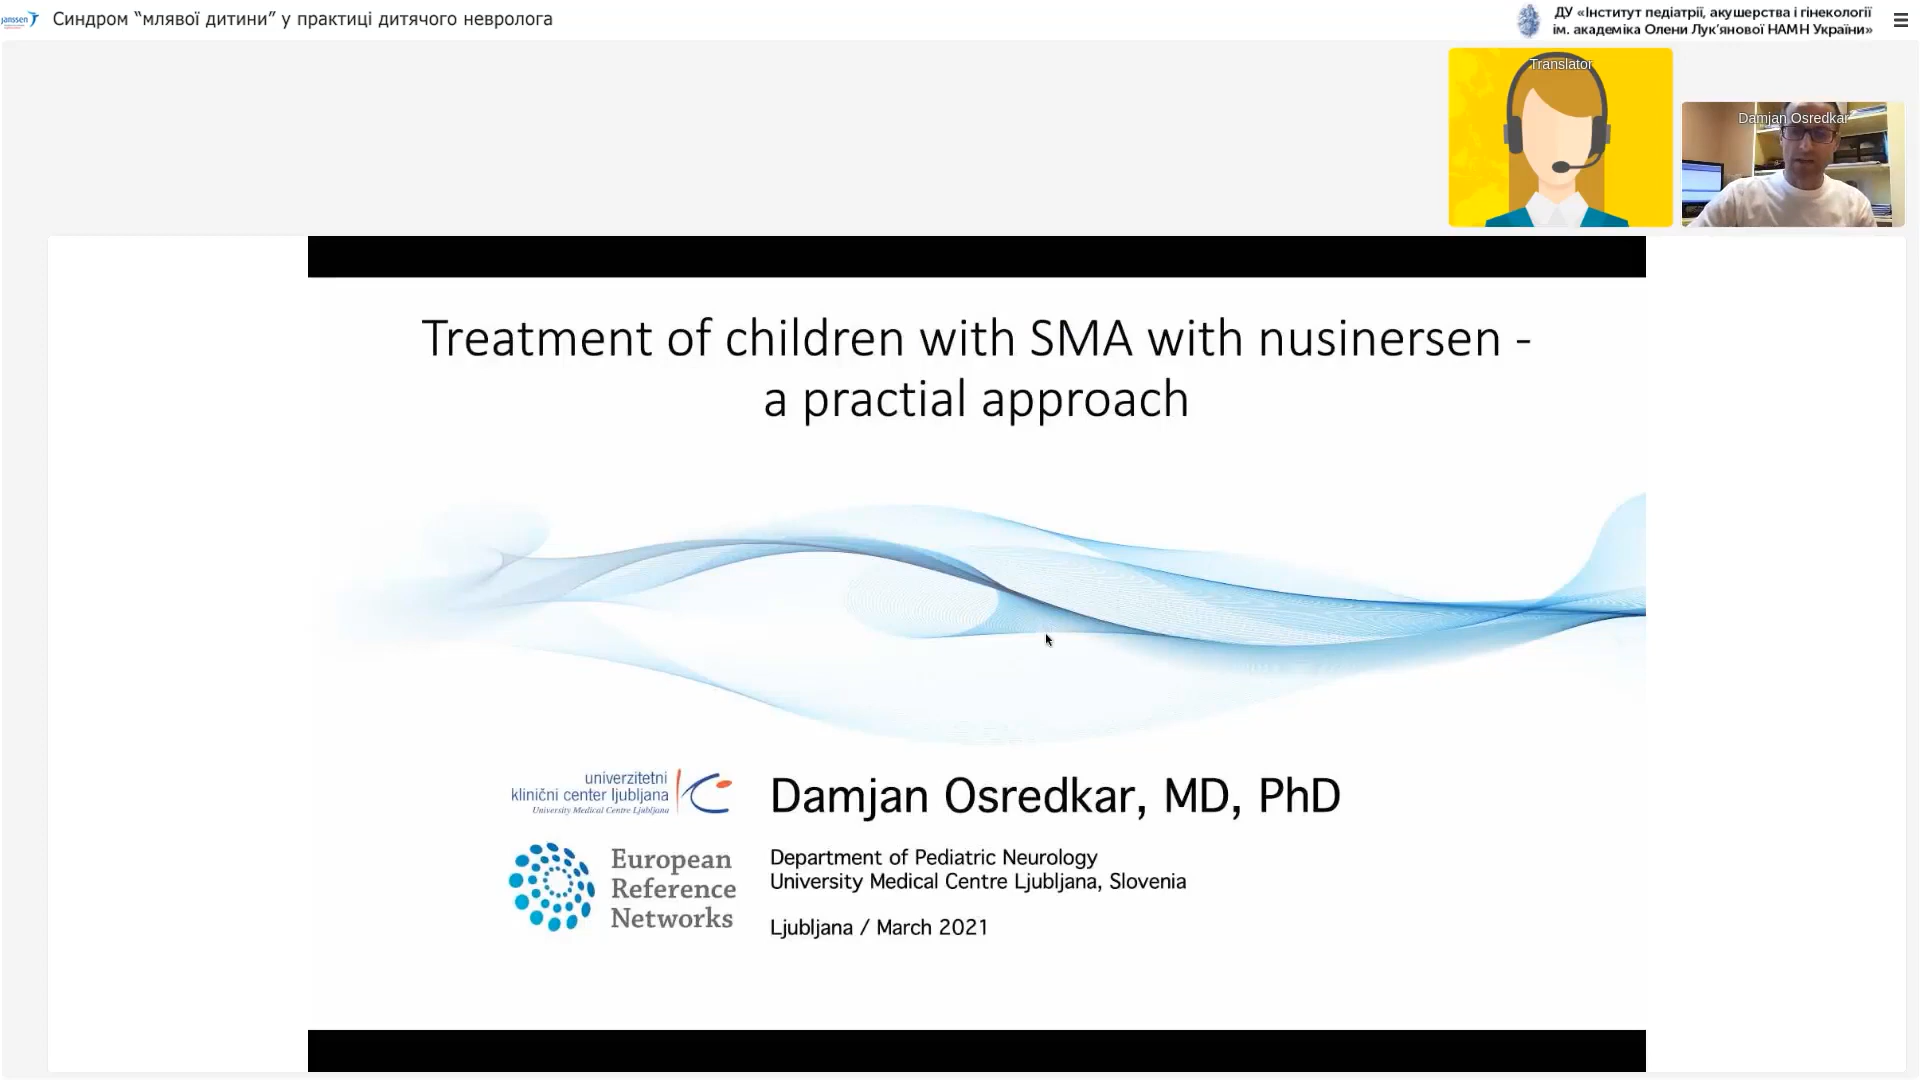 janssen
Синдром “млявої дитини” у практиці дитячого невролога
ДУ «Інститут педіатрії, акушерства і гінекології
ім. академіка Олени Лук’янової НАМН України»
Translator
Damjan Osredkar
Treatment of children with SMA with nusinersen -
a practial approach
univerzitetni
klinični center ljubljana
University Medical Centre Ljubljana
Damjan Osredkar, MD, PhD
European
Reference
Networks
Department of Pediatric Neurology
University Medical Centre Ljubljana, Slovenia
Ljubljana / March 2021